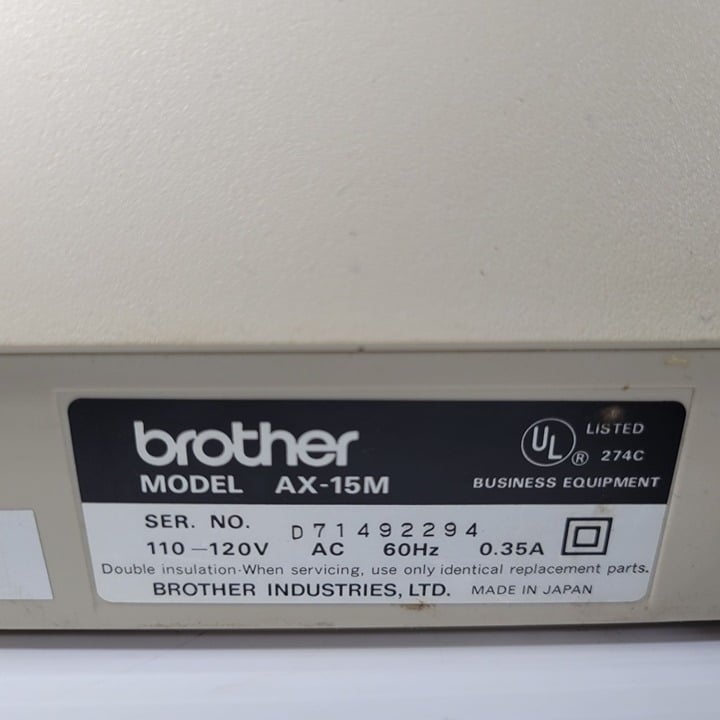 brother
MODEL AX-15M
UL ® LISTED
274C
BUSINESS EQUIPMENT
SER. NO. D71492294
110—120V AC 60Hz 0.35A
Double insulation-When servicing, use only identical replacement parts.
BROTHER INDUSTRIES, LTD. MADE IN JAPAN